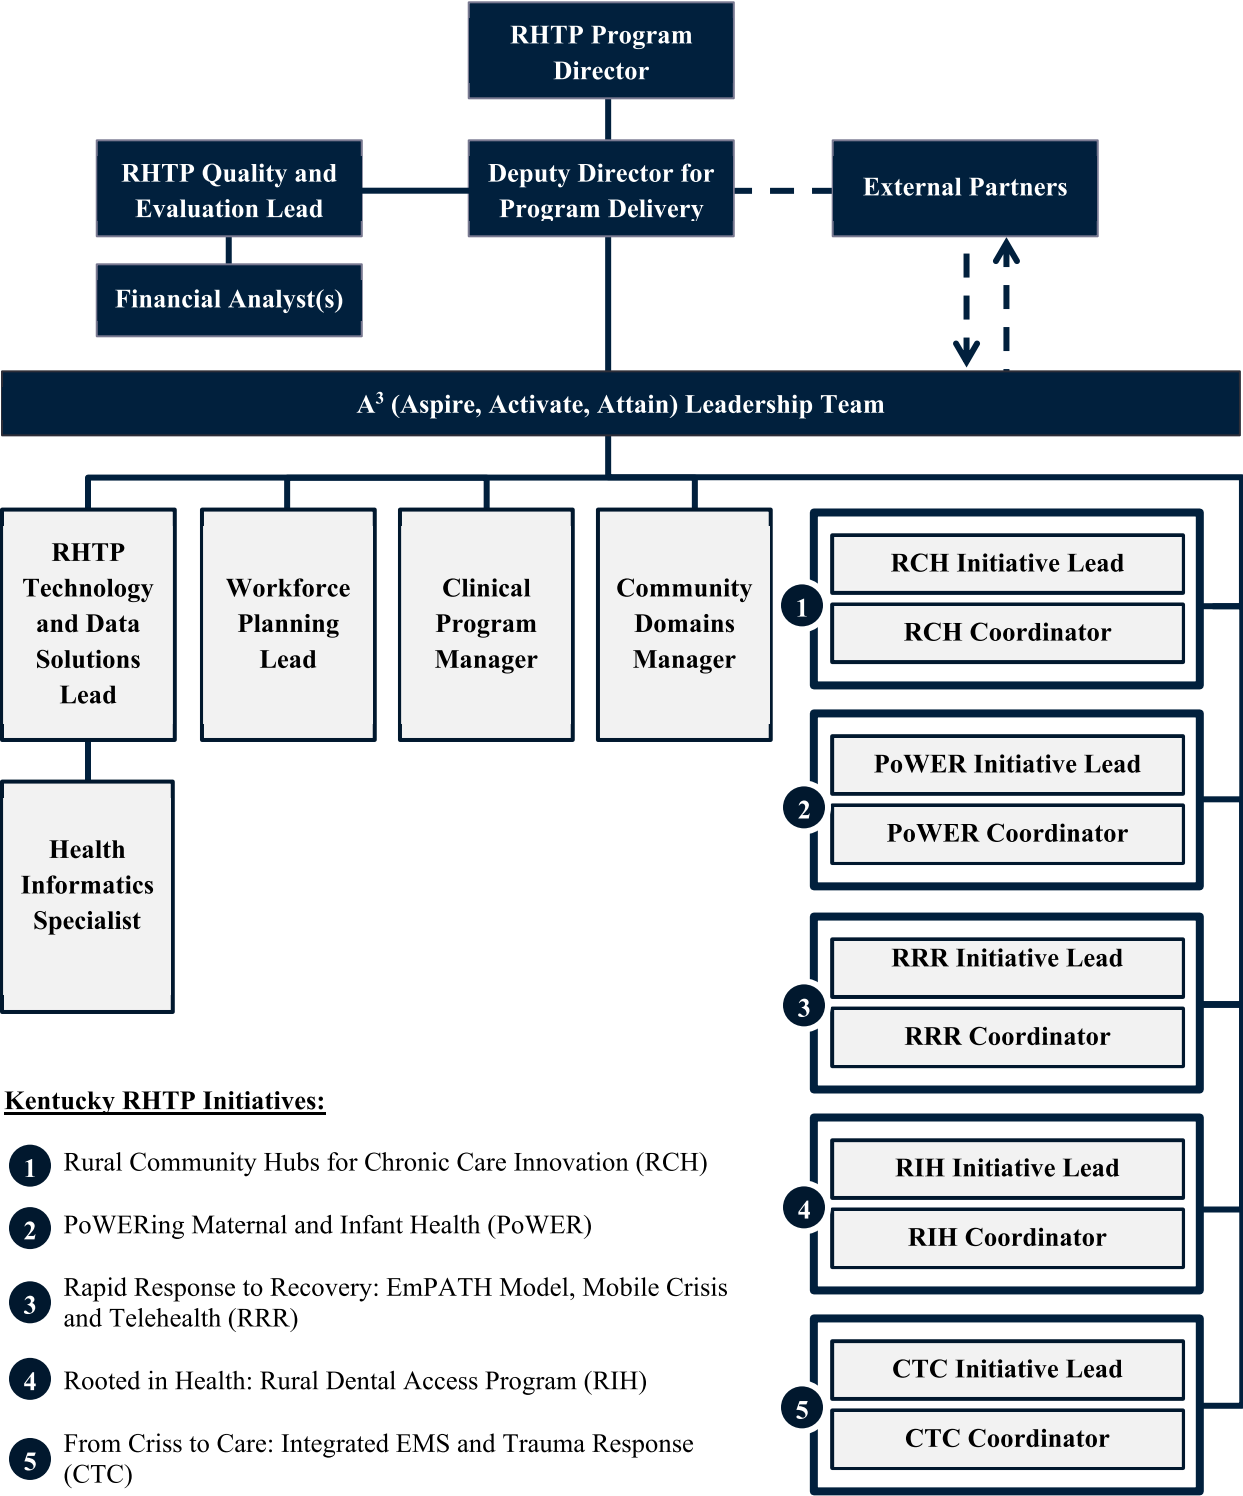 RHTP Program
Director
RHTP Quality and
Evaluation Lead
Deputy Director for
Program Delivery
External Partners
Financial Analyst(s)
A³ (Aspire, Activate, Attain) Leadership Team
RHTP
Technology
and Data
Solutions
Lead
Workforce
Planning
Lead
Clinical
Program
Manager
Community
Domains
Manager
Health
Informatics
Specialist
1
RCH Initiative Lead
RCH Coordinator
2
PoWER Initiative Lead
PoWER Coordinator
3
RRR Initiative Lead
RRR Coordinator
4
RIH Initiative Lead
RIH Coordinator
5
CTC Initiative Lead
CTC Coordinator
Kentucky RHTP Initiatives:
1 Rural Community Hubs for Chronic Care Innovation (RCH)
2 PoWERing Maternal and Infant Health (PoWER)
3 Rapid Response to Recovery: EmPATH Model, Mobile Crisis
and Telehealth (RRR)
4 Rooted in Health: Rural Dental Access Program (RIH)
5 From Criss to Care: Integrated EMS and Trauma Response
(CTC)